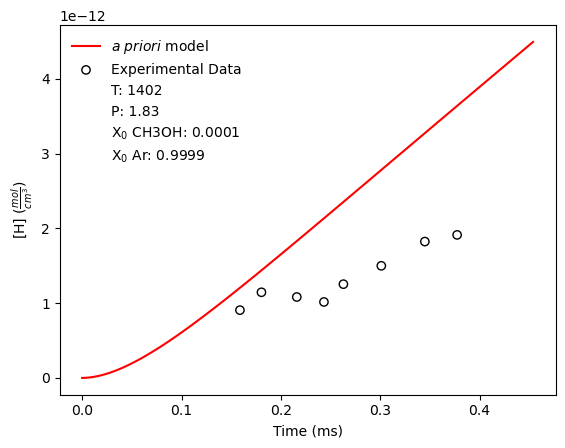 1e−12
a priori model
Experimental Data
T: 1402
P: 1.83
X₀ CH3OH: 0.0001
X₀ Ar: 0.9999
4
3
2
1
0
[H] (mol/cm³)
0.0 0.1 0.2 0.3 0.4
Time (ms)